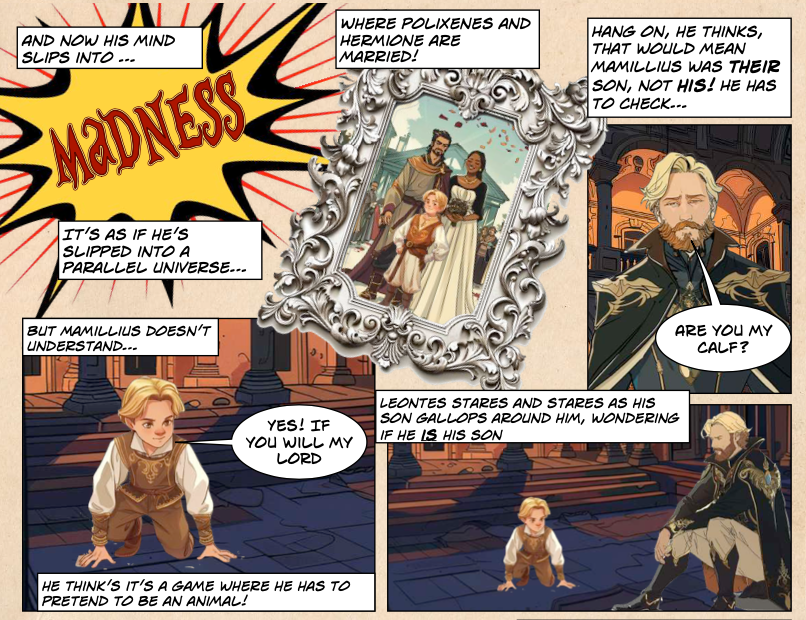 AND NOW HIS MIND
SLIPS INTO ...
MADNESS
IT'S AS IF HE'S
SLIPPED INTO A
PARALLEL UNIVERSE...
WHERE POLIXENES AND
HERMIONE ARE
MARRIED!
HANG ON, HE THINKS,
THAT WOULD MEAN
MAMILLIUS WAS THEIR
SON, NOT HIS! HE HAS
TO CHECK...
ARE YOU MY
CALF?
BUT MAMILLIUS DOESN'T
UNDERSTAND...
YES! IF
YOU WILL MY
LORD
HE THINK'S IT'S A GAME WHERE HE HAS TO
PRETEND TO BE AN ANIMAL!
LEONTES STARES AND STARES AS HIS
SON GALLOPS AROUND HIM, WONDERING
IF HE IS HIS SON